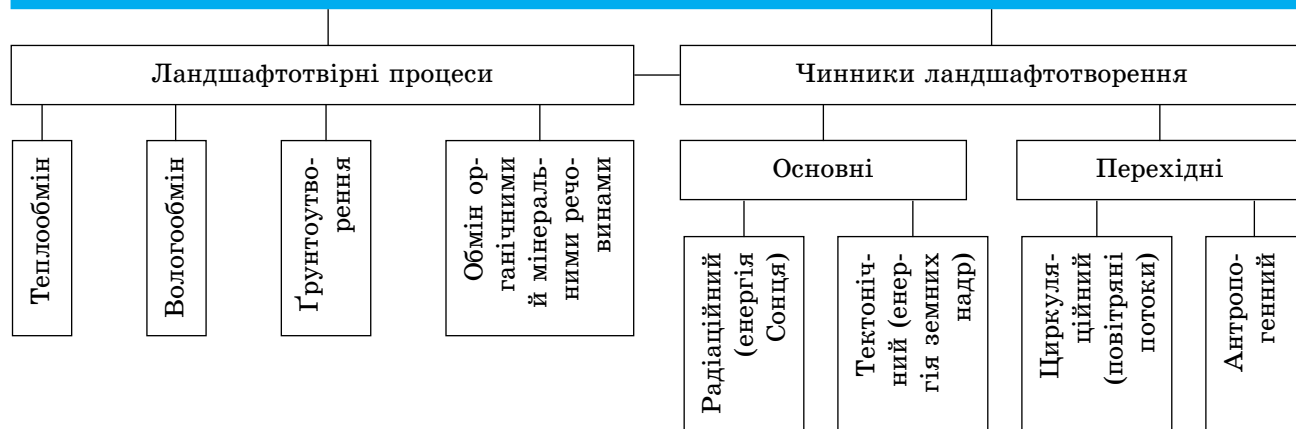 Ландшафтотвірні процеси
Чинники ландшафтотворення
Теплообмін
Вологообмін
Ґрунтоутво-
рення
Обмін ор-
ганічними
й мінераль-
ними речо-
винами
Основні
Перехідні
Радіаційний
(енергія
Сонця)
Тектоніч-
ний (енер-
гія земних
надр)
Циркуля-
ційний
(повітряні
потоки)
Антропо-
генний